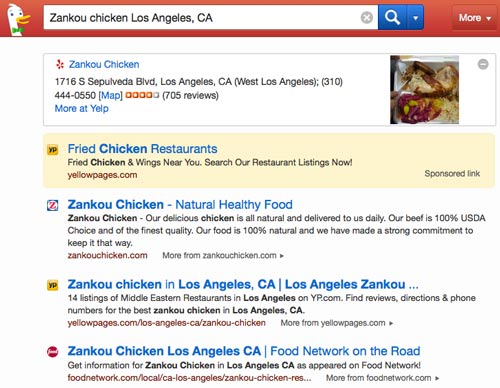 Zankou chicken Los Angeles, CA
More
Zankou Chicken
1716 S Sepulveda Blvd, Los Angeles, CA (West Los Angeles); (310)
444-0550 [Map] (705 reviews)
More at Yelp
YP
Fried Chicken Restaurants
Fried Chicken & Wings Near You. Search Our Restaurant Listings Now!
yellowpages.com Sponsored link
Z
Zankou Chicken - Natural Healthy Food
Zankou Chicken - Our delicious chicken is all natural and delivered to us daily. Our beef is 100% USDA
Choice and of the finest quality. Our food is 100% natural and we have made a strong commitment to
keep it that way.
zankouchicken.com More from zankouchicken.com
YP
Zankou chicken in Los Angeles, CA | Los Angeles Zankou ...
14 listings of Middle Eastern Restaurants in Los Angeles on YP.com. Find reviews, directions & phone
numbers for the best zankou chicken in Los Angeles, CA.
yellowpages.com/los-angeles-ca/zankou-chicken More from yellowpages.com
food
Zankou Chicken Los Angeles CA | Food Network on the Road
Get information for Zankou Chicken in Los Angeles CA as appeared on Food Network!
foodnetwork.com/local/ca-los-angeles/zankou-chicken-res... More from foodnetwork.com